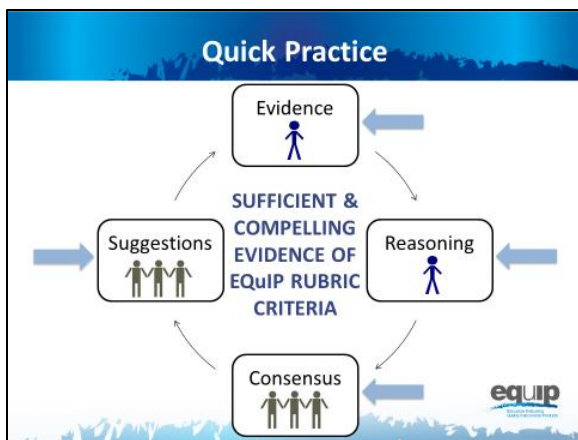 Quick Practice
Evidence
SUFFICIENT &
COMPELLING
EVIDENCE OF
EQuIP RUBRIC
CRITERIA
Suggestions
Reasoning
Consensus
equip